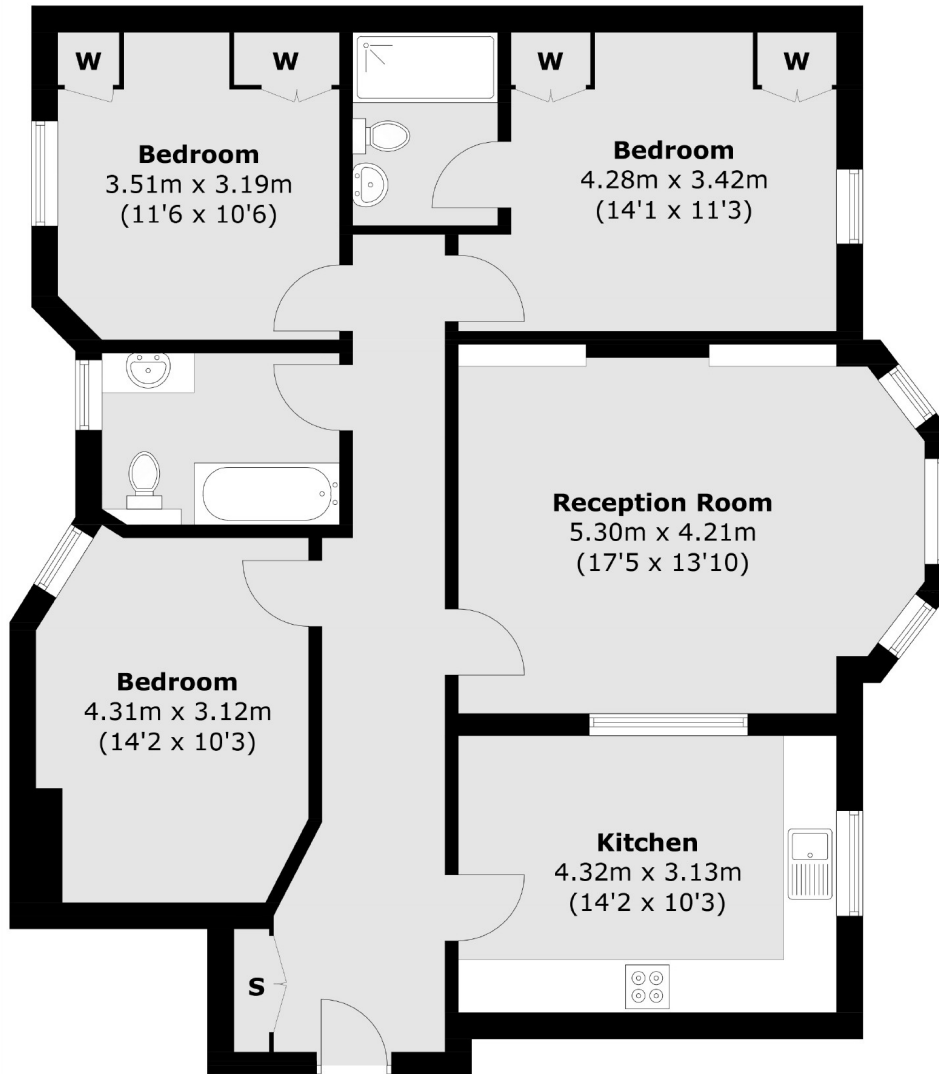 W
W
W
W
Bedroom
3.51m x 3.19m
(11'6 x 10'6)
Bedroom
4.28m x 3.42m
(14'1 x 11'3)
Reception Room
5.30m x 4.21m
(17'5 x 13'10)
Bedroom
4.31m x 3.12m
(14'2 x 10'3)
Kitchen
4.32m x 3.13m
(14'2 x 10'3)
S